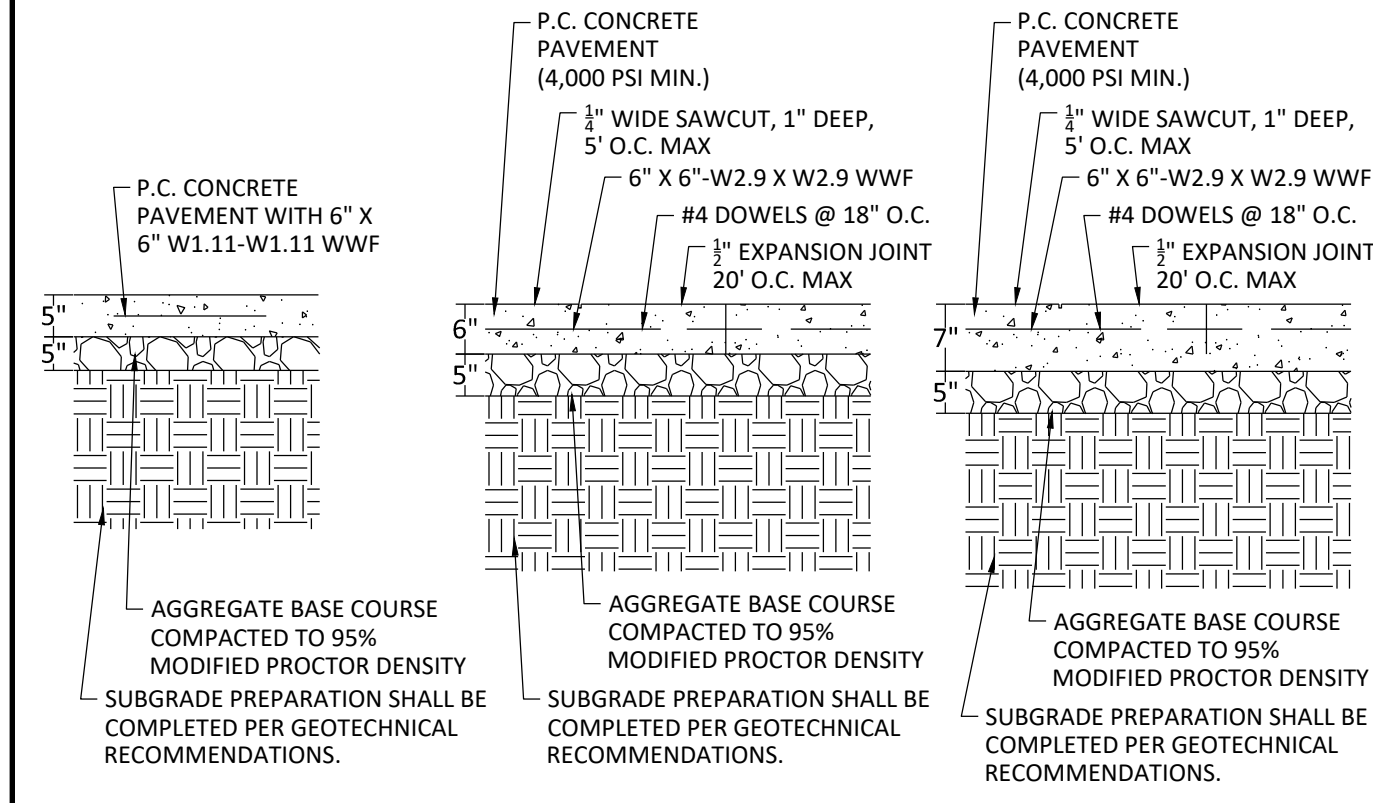 P.C. CONCRETE
PAVEMENT WITH 6" X
6" W1.11-W1.11 WWF
5"
5"
AGGREGATE BASE COURSE
COMPACTED TO 95%
MODIFIED PROCTOR DENSITY
SUBGRADE PREPARATION SHALL BE
COMPLETED PER GEOTECHNICAL
RECOMMENDATIONS.
P.C. CONCRETE
PAVEMENT
(4,000 PSI MIN.)
1/4" WIDE SAWCUT, 1" DEEP,
5' O.C. MAX
6" X 6"-W2.9 X W2.9 WWF
#4 DOWELS @ 18" O.C.
1/2" EXPANSION JOINT
20' O.C. MAX
6"
5"
AGGREGATE BASE COURSE
COMPACTED TO 95%
MODIFIED PROCTOR DENSITY
SUBGRADE PREPARATION SHALL BE
COMPLETED PER GEOTECHNICAL
RECOMMENDATIONS.
P.C. CONCRETE
PAVEMENT
(4,000 PSI MIN.)
1/4" WIDE SAWCUT, 1" DEEP,
5' O.C. MAX
6" X 6"-W2.9 X W2.9 WWF
#4 DOWELS @ 18" O.C.
1/2" EXPANSION JOINT
20' O.C. MAX
7"
5"
AGGREGATE BASE COURSE
COMPACTED TO 95%
MODIFIED PROCTOR DENSITY
SUBGRADE PREPARATION SHALL BE
COMPLETED PER GEOTECHNICAL
RECOMMENDATIONS.